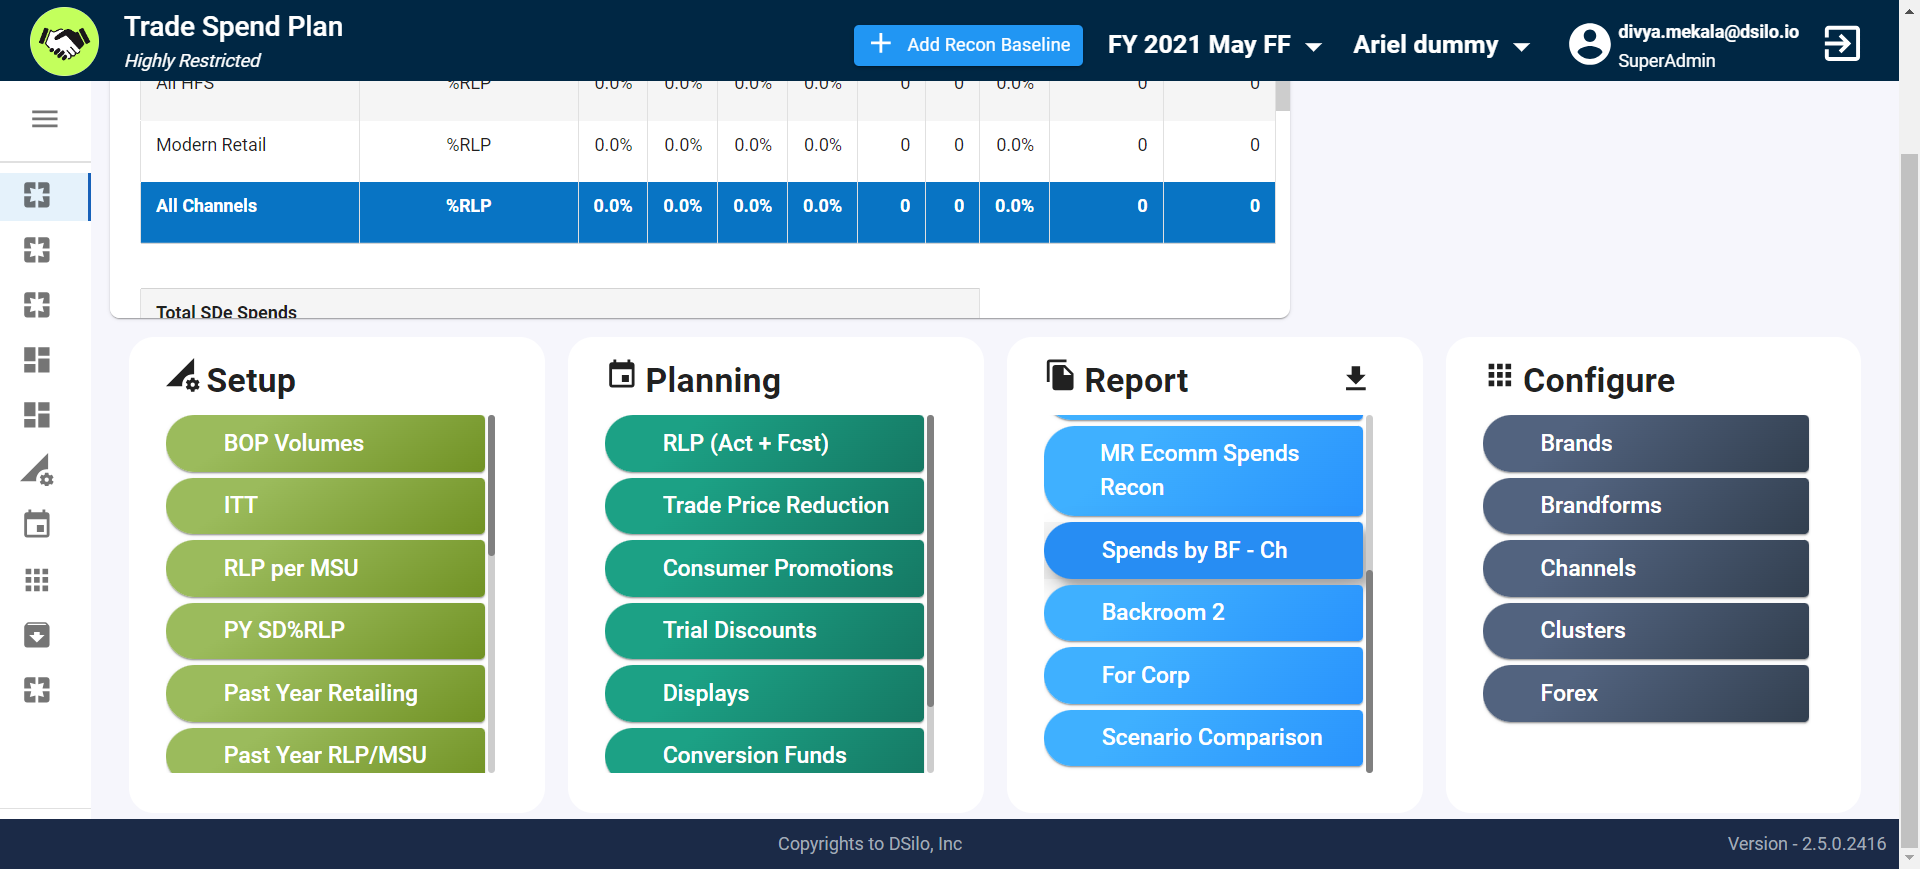 Trade Spend Plan
Highly Restricted
Add Recon Baseline
FY 2021 May FF
Ariel dummy
divya.mekala@dsilo.io
SuperAdmin
All HFS %RLP 0.0% 0.0% 0.0% 0.0% 0 0 0.0% 0 0
Modern Retail %RLP 0.0% 0.0% 0.0% 0.0% 0 0 0.0% 0 0
All Channels %RLP 0.0% 0.0% 0.0% 0.0% 0 0 0.0% 0 0
Total SDe Spends
Setup
BOP Volumes
ITT
RLP per MSU
PY SD%RLP
Past Year Retailing
Past Year RLP/MSU
Planning
RLP (Act + Fcst)
Trade Price Reduction
Consumer Promotions
Trial Discounts
Displays
Conversion Funds
Report
MR Ecomm Spends
Recon
Spends by BF - Ch
Backroom 2
For Corp
Scenario Comparison
Configure
Brands
Brandforms
Channels
Clusters
Forex
Copyrights to DSilo, Inc
Version - 2.5.0.2416